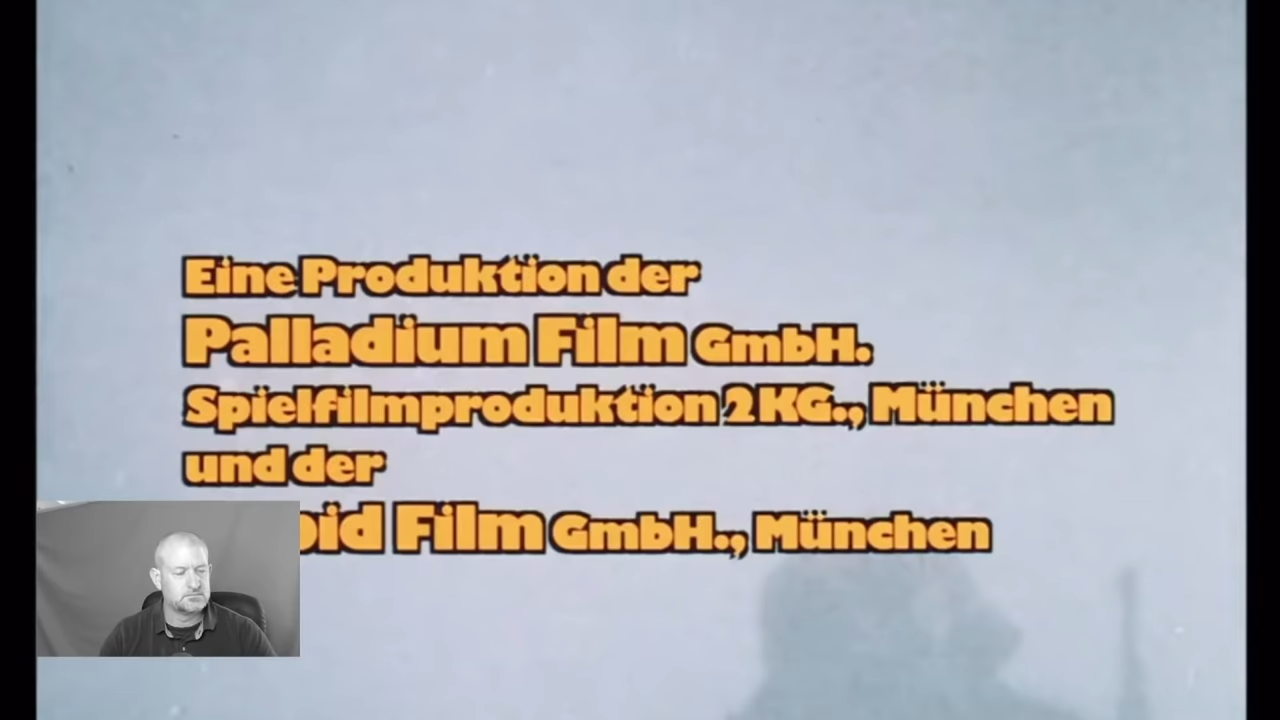 Eine Produktion der
Palladium Film GmbH.
Spielfilmproduktion 2 KG., München
und der
Film GmbH., München